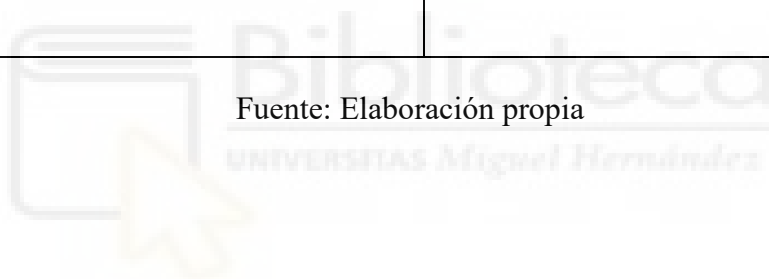 Biblioteca
Fuente: Elaboración propia
UNIVERSITAS Miguel Hernández